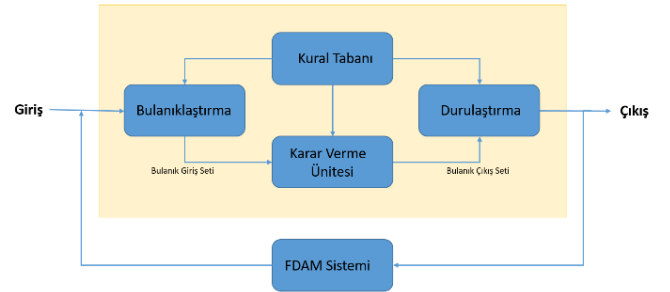 Kural Tabanı
Giriş
Bulanıklaştırma
Durulaştırma
Çıkış
Karar Verme
Ünitesi
Bulanık Giriş Seti
Bulanık Çıkış Seti
FDAM Sistemi